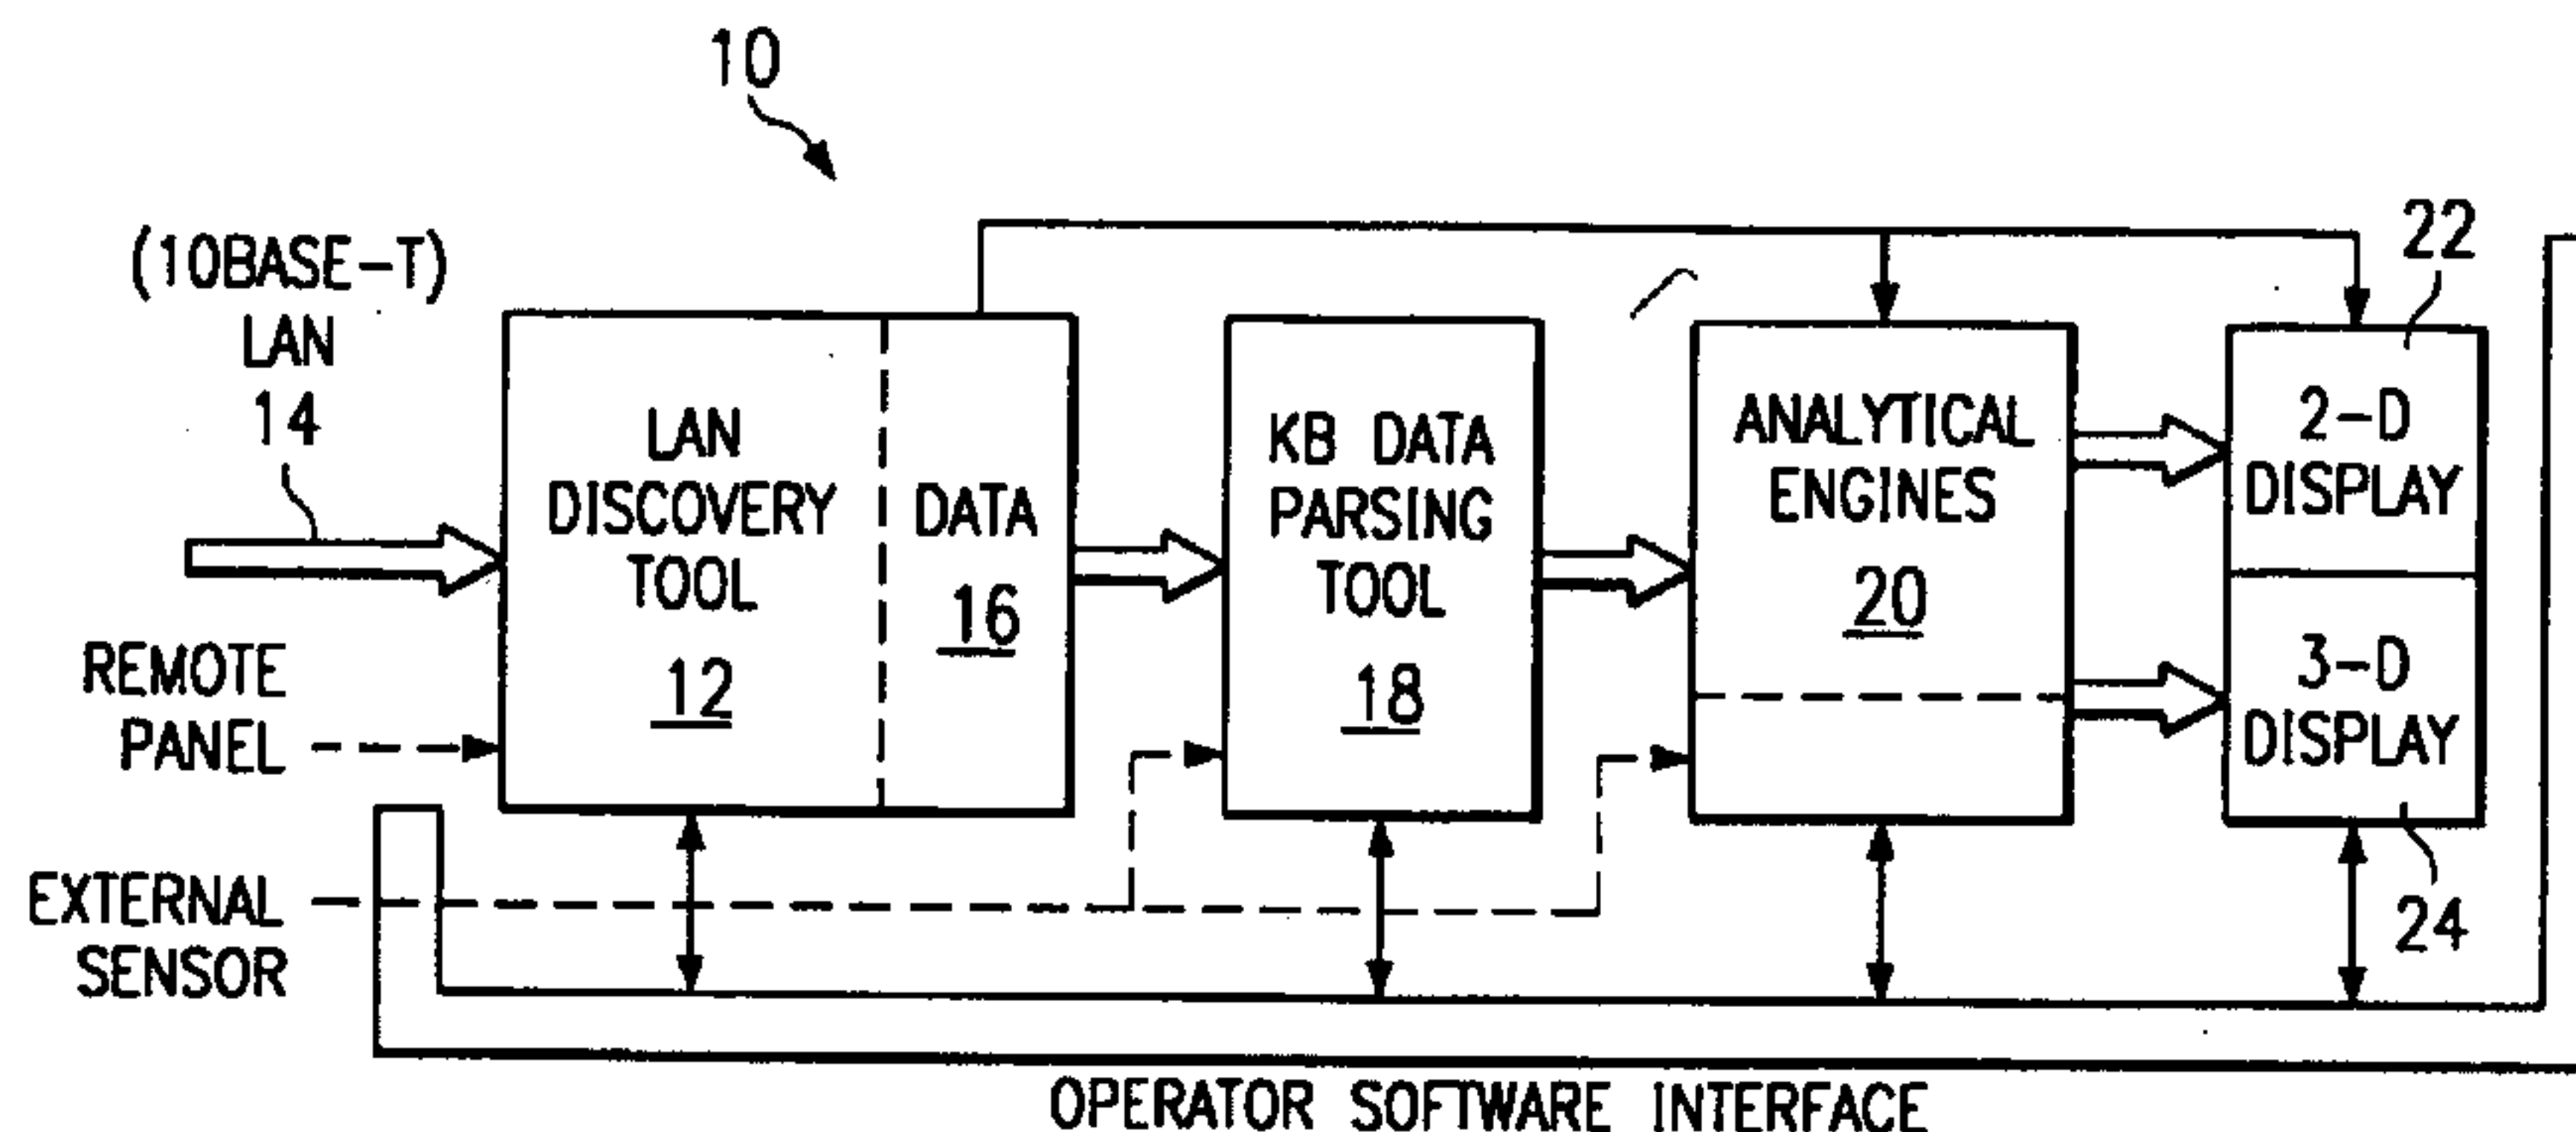 10
(10BASE-T)
LAN
14
LAN
DISCOVERY
TOOL
12
DATA
16
KB DATA
PARSING
TOOL
18
ANALYTICAL
ENGINES
20
22
2-D
DISPLAY
3-D
DISPLAY
24
REMOTE
PANEL
EXTERNAL
SENSOR
OPERATOR SOFTWARE INTERFACE